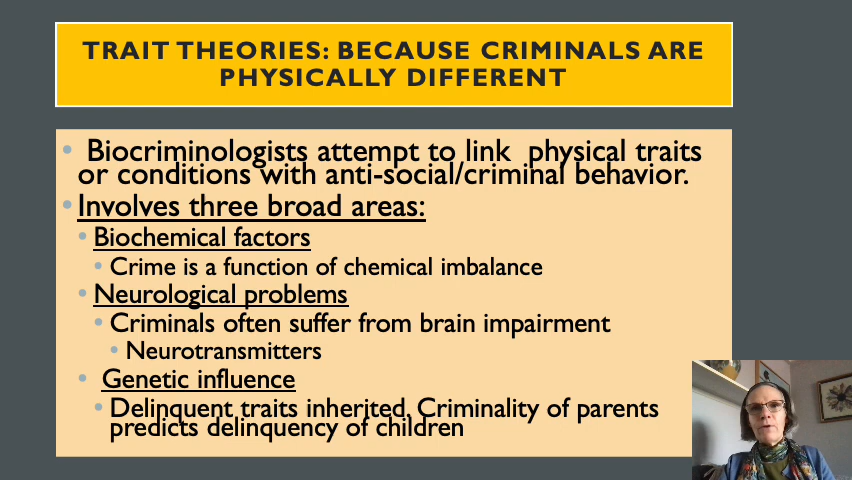 TRAIT THEORIES: BECAUSE CRIMINALS ARE
PHYSICALLY DIFFERENT
• Biocriminologists attempt to link physical traits
or conditions with anti-social/criminal behavior.
• Involves three broad areas:
• Biochemical factors
• Crime is a function of chemical imbalance
• Neurological problems
• Criminals often suffer from brain impairment
• Neurotransmitters
• Genetic influence
• Delinquent traits inherited. Criminality of parents
predicts delinquency of children